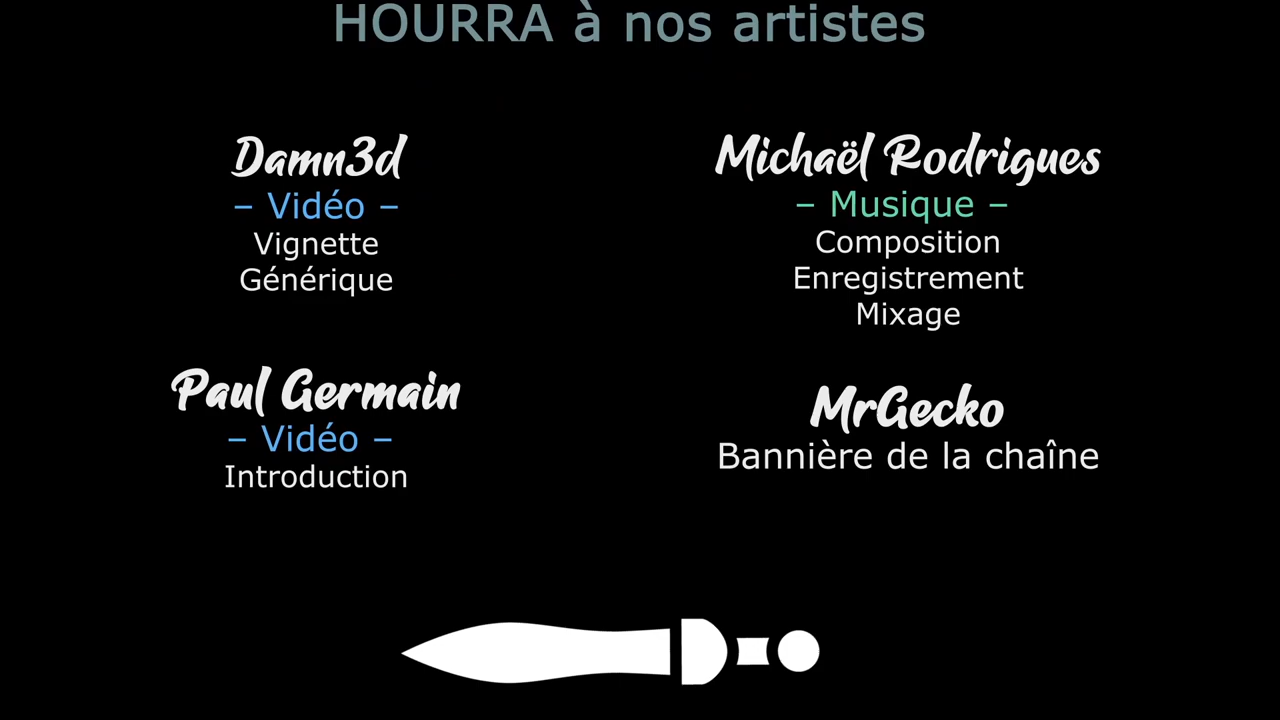 HOURRA à nos artistes
Damn3d
– Vidéo –
Vignette
Générique
Paul Germain
– Vidéo –
Introduction
Michaël Rodrigues
– Musique –
Composition
Enregistrement
Mixage
MrGecko
Bannière de la chaîne